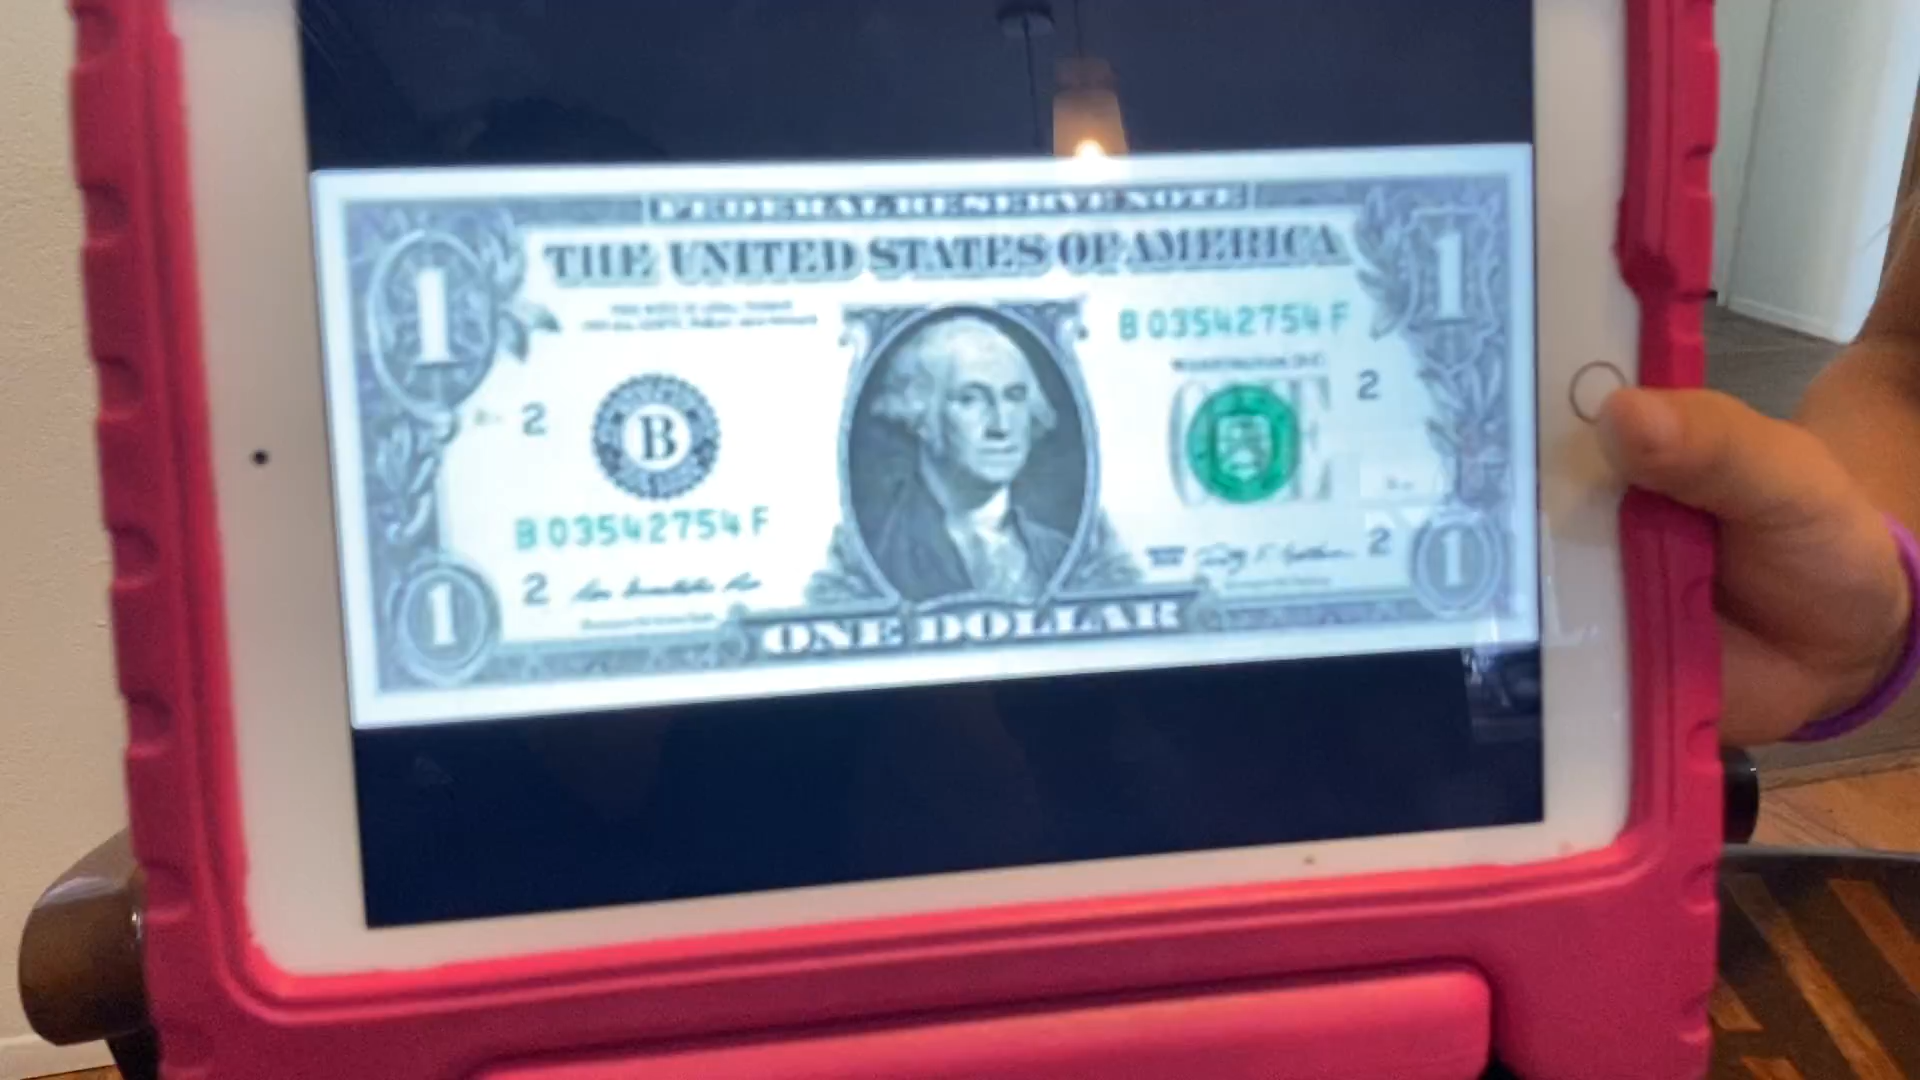 FEDERAL RESERVE NOTE
THE UNITED STATES OF AMERICA
1
1
B 03542754 F
WASHINGTON, D.C.
2
2
B
B 03542754 F
2
2
1
1
ONE DOLLAR